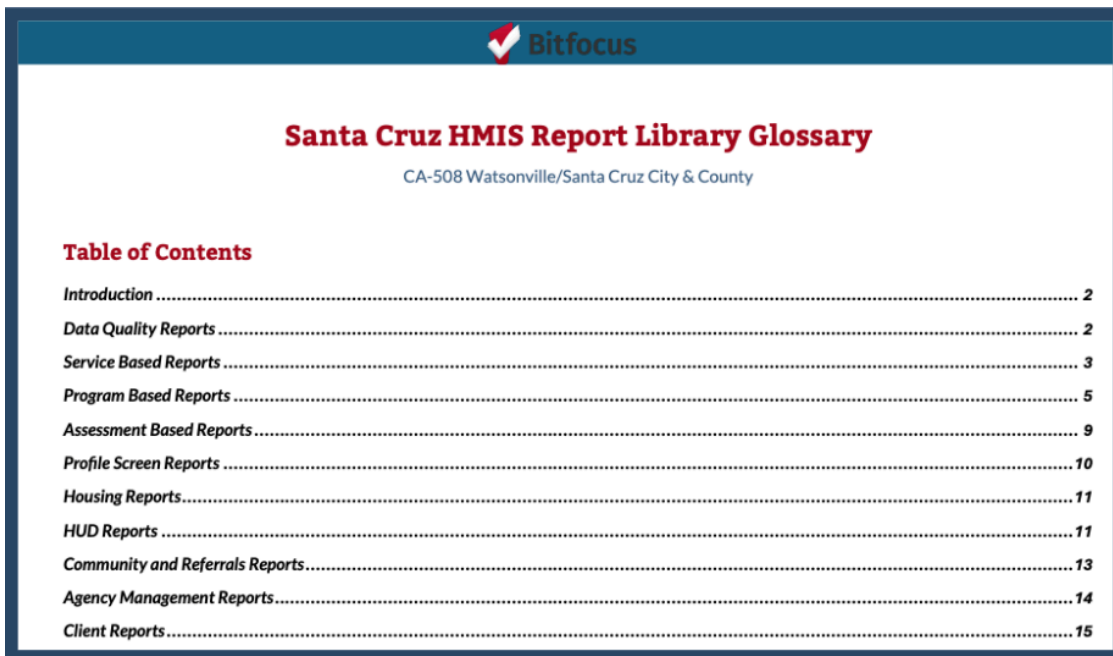 Bitfocus
Santa Cruz HMIS Report Library Glossary
CA-508 Watsonville/Santa Cruz City & County
Table of Contents
Introduction ........................................ 2
Data Quality Reports ........................................ 2
Service Based Reports ........................................ 3
Program Based Reports ........................................ 5
Assessment Based Reports ........................................ 9
Profile Screen Reports ........................................ 10
Housing Reports ........................................ 11
HUD Reports ........................................ 11
Community and Referrals Reports ........................................ 13
Agency Management Reports ........................................ 14
Client Reports ........................................ 15